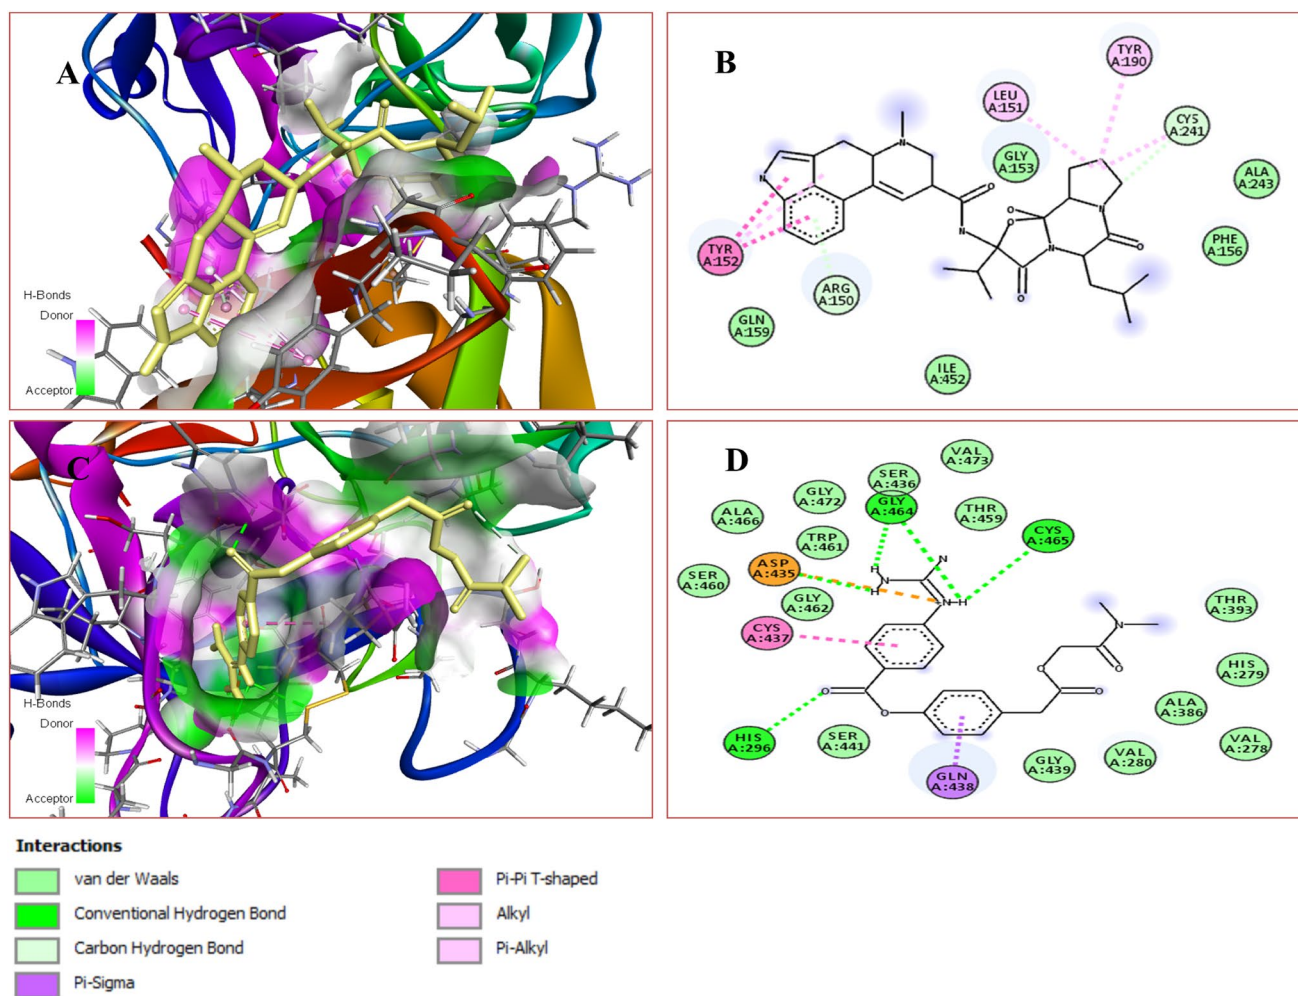 A
H-Bonds
Donor
Acceptor
B
TYR
A:190
LEU
A:151
CYS
A:241
GLY
A:153
ALA
A:243
N
N
O
TYR
A:152
N
O
O
N
N
O
PHE
A:156
ARG
A:150
O
GLN
A:159
ILE
A:452
C
H-Bonds
Donor
Acceptor
D
VAL
A:473
SER
A:436
GLY
A:472
GLY
A:464
ALA
A:466
THR
A:459
TRP
A:461
CYS
A:465
ASP
A:435
H
N
N
H
N
H
SER
A:460
GLY
A:462
THR
A:393
CYS
A:437
N
O
O
HIS
A:279
O
O
O
ALA
A:386
HIS
A:296
SER
A:441
GLY
A:439
VAL
A:280
VAL
A:278
GLN
A:438
Interactions
van der Waals
Conventional Hydrogen Bond
Carbon Hydrogen Bond
Pi-Sigma
Pi-Pi T-shaped
Alkyl
Pi-Alkyl